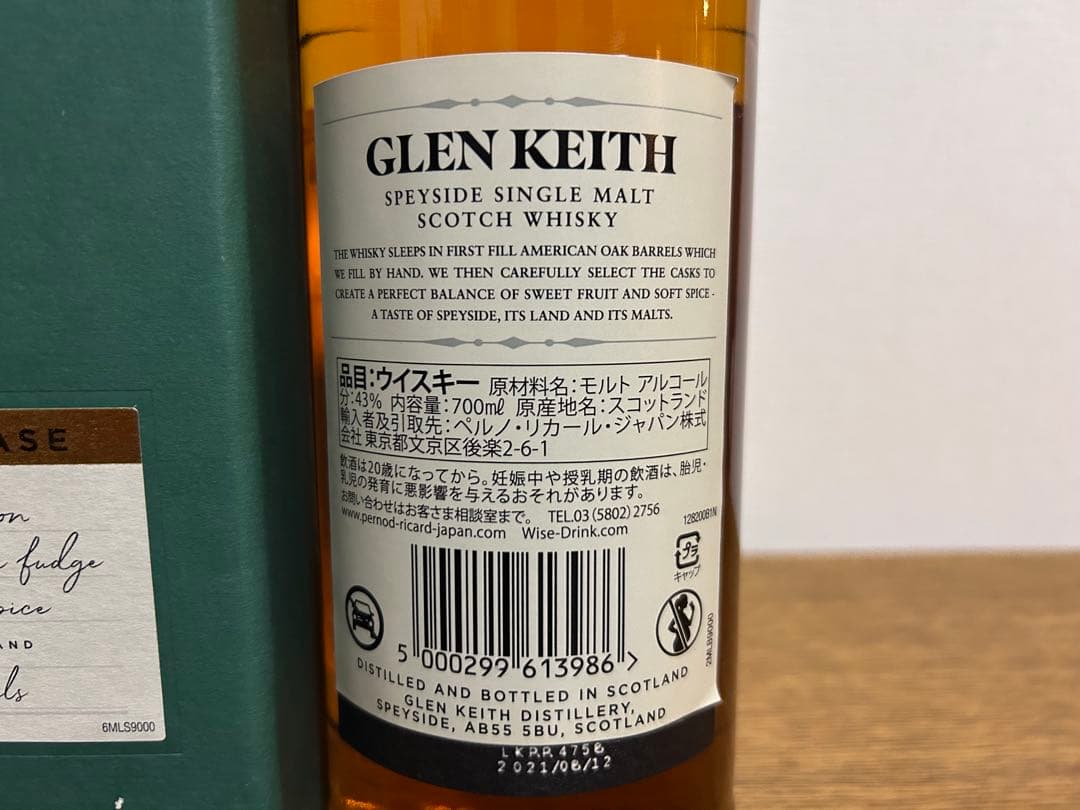 GLEN KEITH
SPEYSIDE SINGLE MALT
SCOTCH WHISKY
THE WHISKY SLEEPS IN FIRST FILL AMERICAN OAK BARRELS WHICH
WE FILL BY HAND. WE THEN CAREFULLY SELECT THE CASKS TO
CREATE A PERFECT BALANCE OF SWEET FRUIT AND SOFT SPICE -
A TASTE OF SPEYSIDE, ITS LAND AND ITS MALTS.
品目:ウイスキー 原材料名:モルト アルコール
分:43% 内容量:700mℓ 原産地名:スコットランド
輸入者及引取先:ペルノ・リカール・ジャパン株式
会社 東京都文京区後楽2-6-1
飲酒は20歳になってから。妊娠中や授乳期の飲酒は、胎児・
乳児の発育に悪影響を与えるおそれがあります。
お問い合わせはお客さま相談室まで。 TEL.03(5802)2756
www.pernod-ricard-japan.com Wise-Drink.com
128200B1N
プラ
キャップ
2MLB9000
5 000299 613986 >
DISTILLED AND BOTTLED IN SCOTLAND
GLEN KEITH DISTILLERY,
SPEYSIDE, AB55 5BU, SCOTLAND
LKPP4758
2021/08/12
ASE
on
fudge
pice
AND
ls
6MLS9000